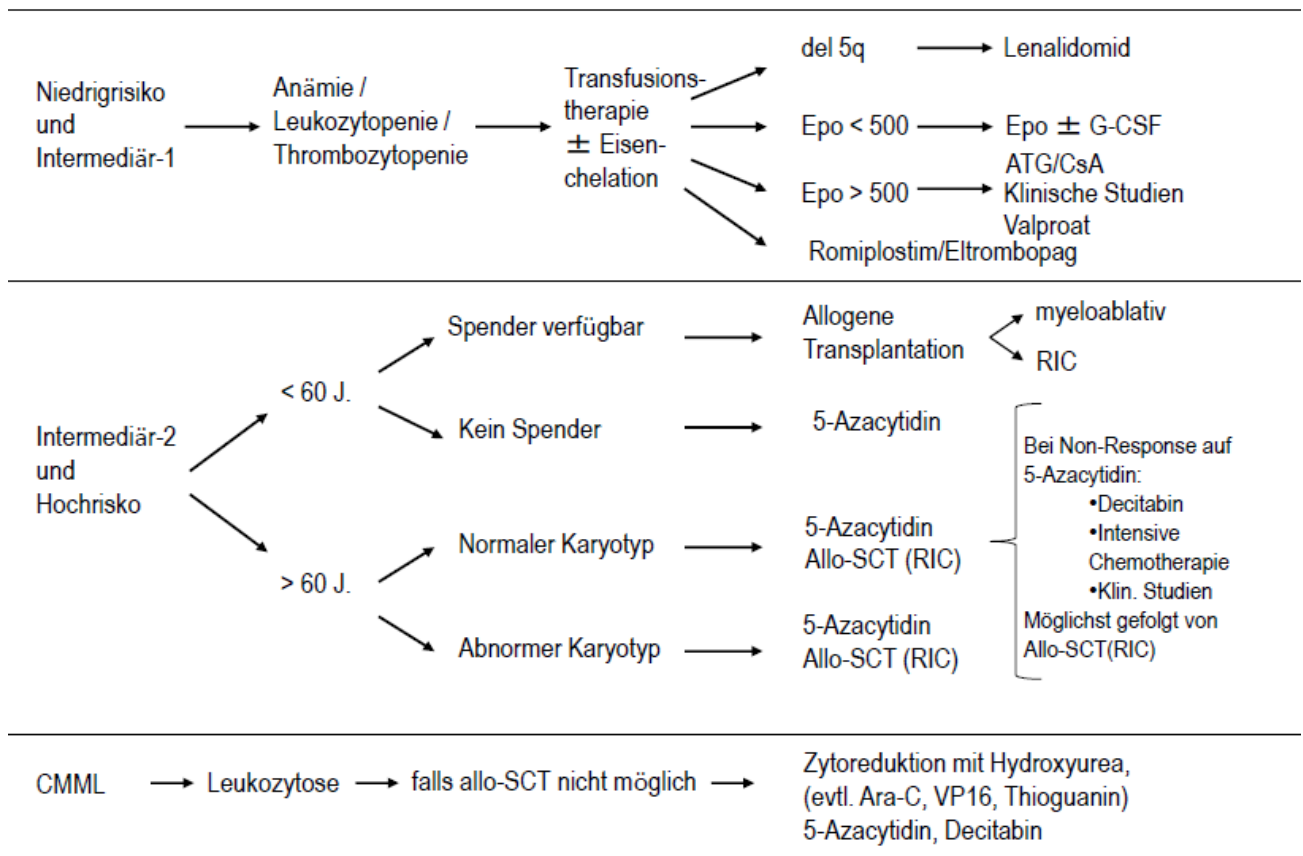 Niedrigrisiko
und
Intermediär-1
Anämie /
Leukozytopenie /
Thrombozytopenie
Transfusions-
therapie
± Eisen-
chelation
del 5q
Lenalidomid
Epo < 500
Epo ± G-CSF
Epo > 500
ATG/CsA
Klinische Studien
Valproat
Romiplostim/Eltrombopag
Intermediär-2
und
Hochrisko
< 60 J.
Spender verfügbar
Allogene
Transplantation
myeloablativ
RIC
Kein Spender
5-Azacytidin
> 60 J.
Normaler Karyotyp
5-Azacytidin
Allo-SCT (RIC)
Abnormer Karyotyp
5-Azacytidin
Allo-SCT (RIC)
Bei Non-Response auf
5-Azacytidin:
•Decitabin
•Intensive
Chemotherapie
•Klin. Studien
Möglichst gefolgt von
Allo-SCT(RIC)
CMML
Leukozytose
falls allo-SCT nicht möglich
Zytoreduktion mit Hydroxyurea,
(evtl. Ara-C, VP16, Thioguanin)
5-Azacytidin, Decitabin